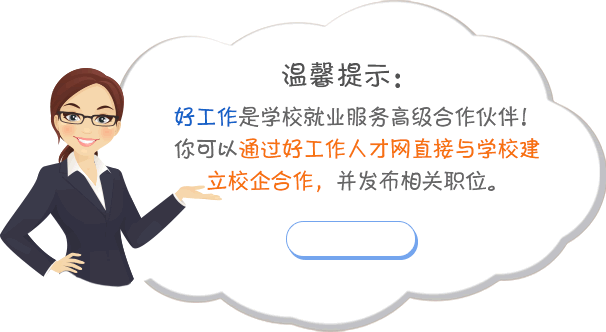 温馨提示：
好工作是学校就业服务高级合作伙伴！
你可以通过好工作人才网直接与学校建
立校企合作，并发布相关职位。